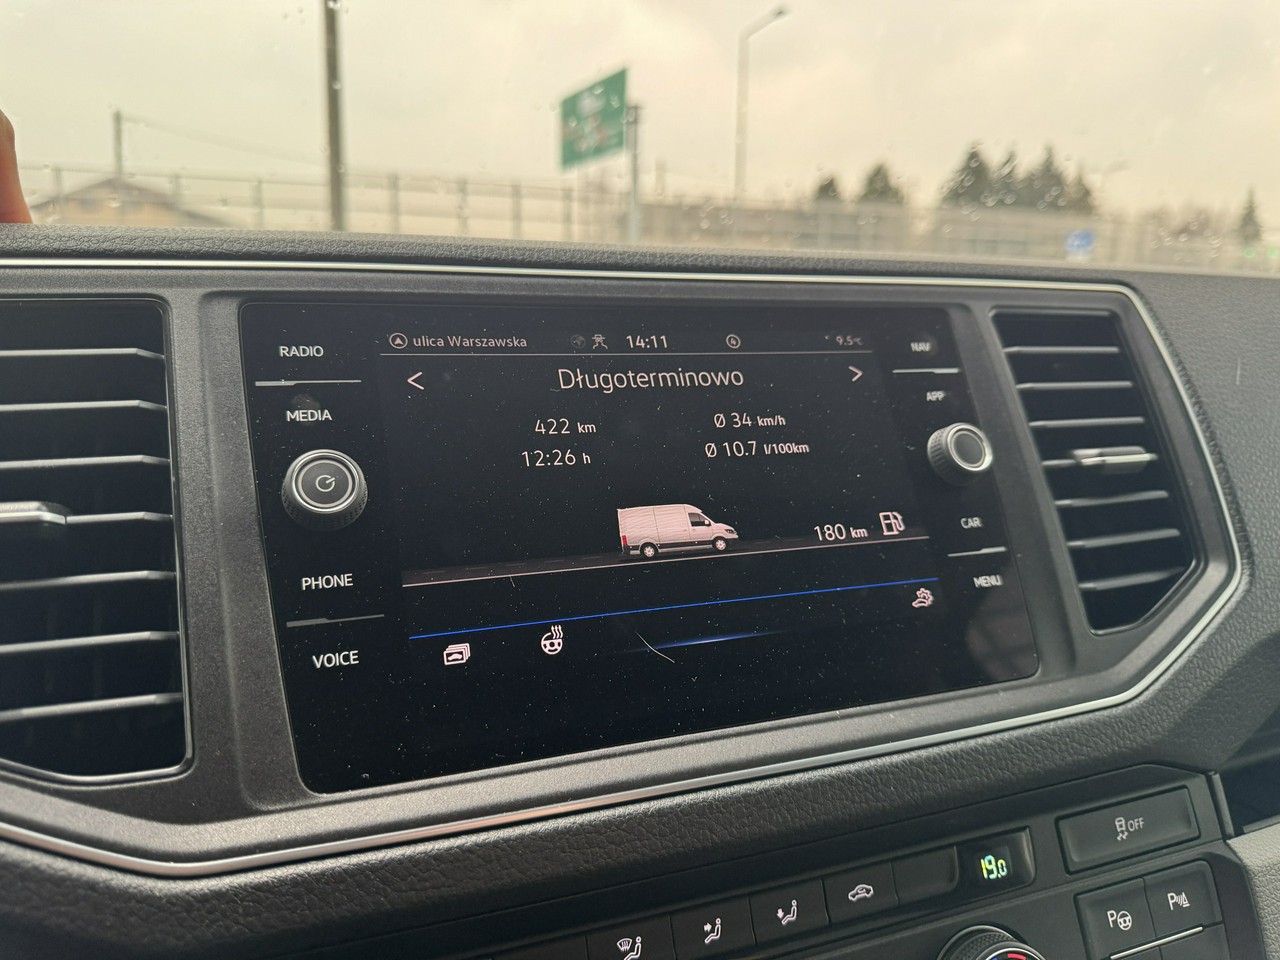 RADIO
MEDIA
PHONE
VOICE
ulica Warszawska
14:11
9.5°C
<
Długoterminowo
>
422 km
Ø 34 km/h
12:26 h
Ø 10.7 l/100km
180 km
NAV
APP
CAR
MENU
OFF
19.0
P
P